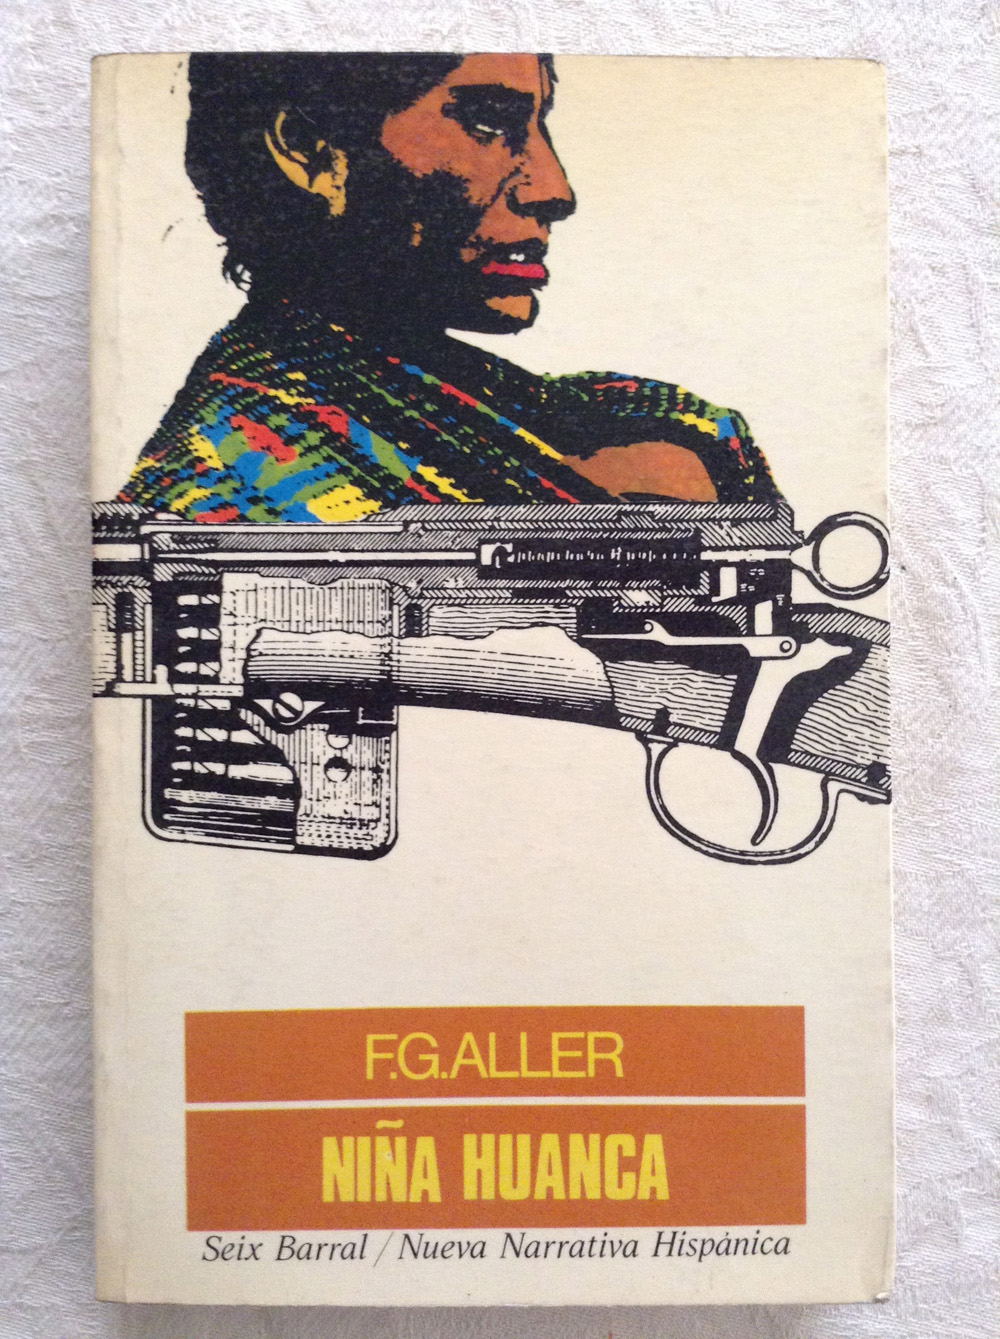 F.G.ALLER
NIÑA HUANCA
Seix Barral / Nueva Narrativa Hispánica